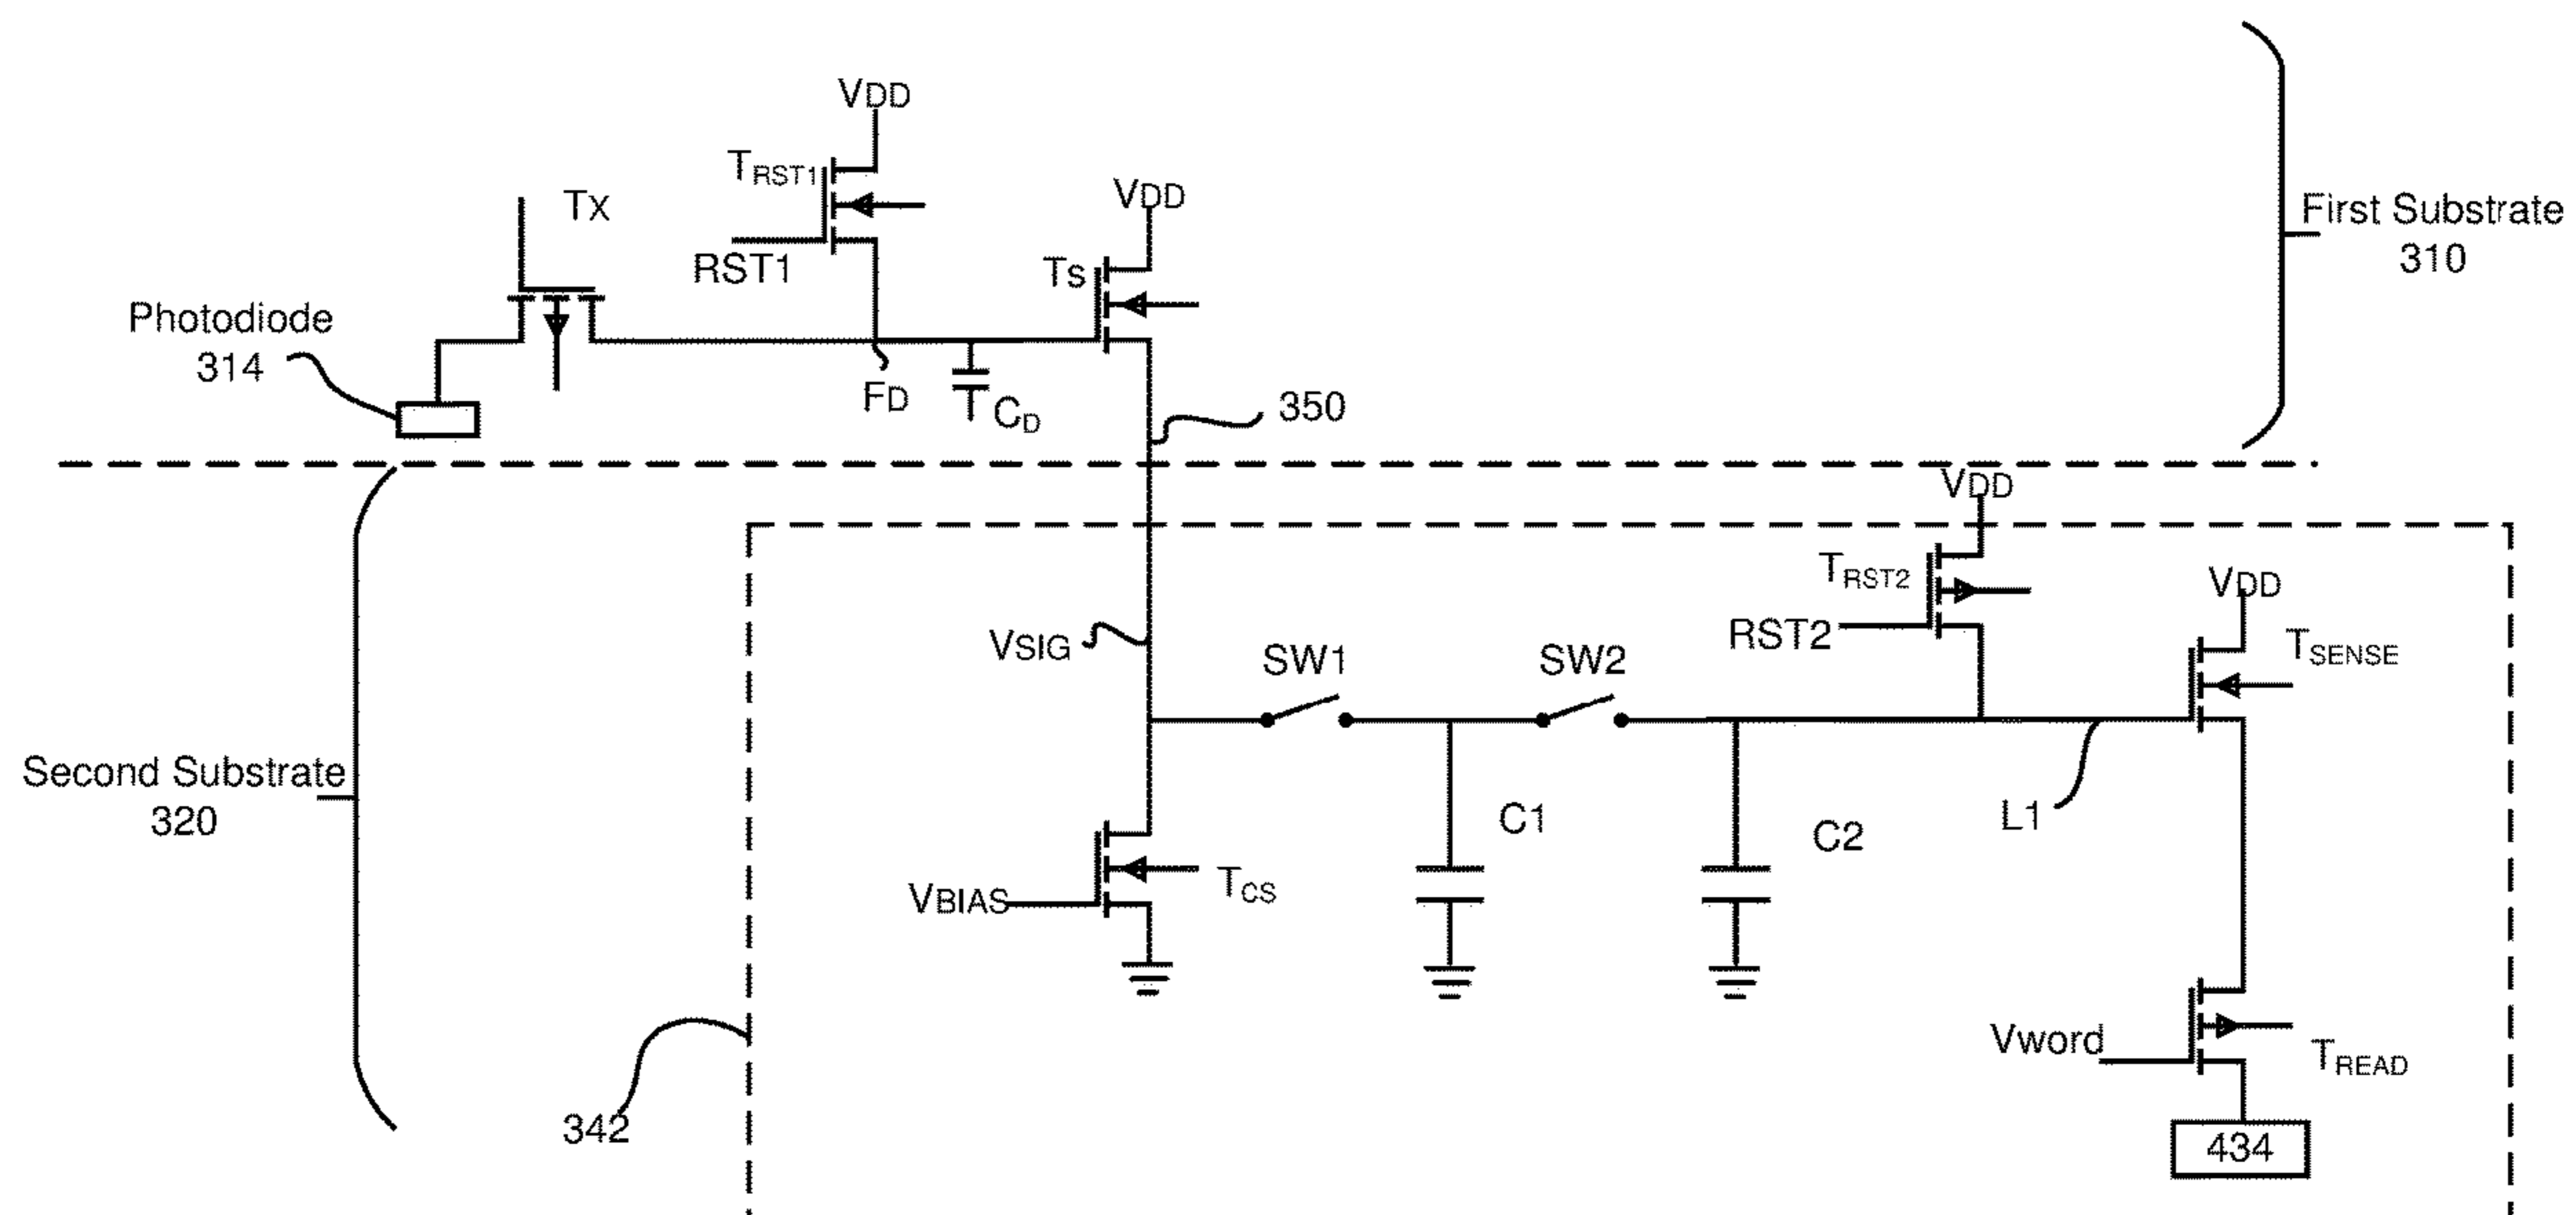 VDD
TRST1
TX
VDD
First Substrate
310
RST1
TS
Photodiode
314
FD
CD
350
VDD
TRST2
VDD
RST2
TSENSE
VSIG
SW1
SW2
Second Substrate
320
C1
C2
L1
VBIAS
TCS
Vword
TREAD
342
434